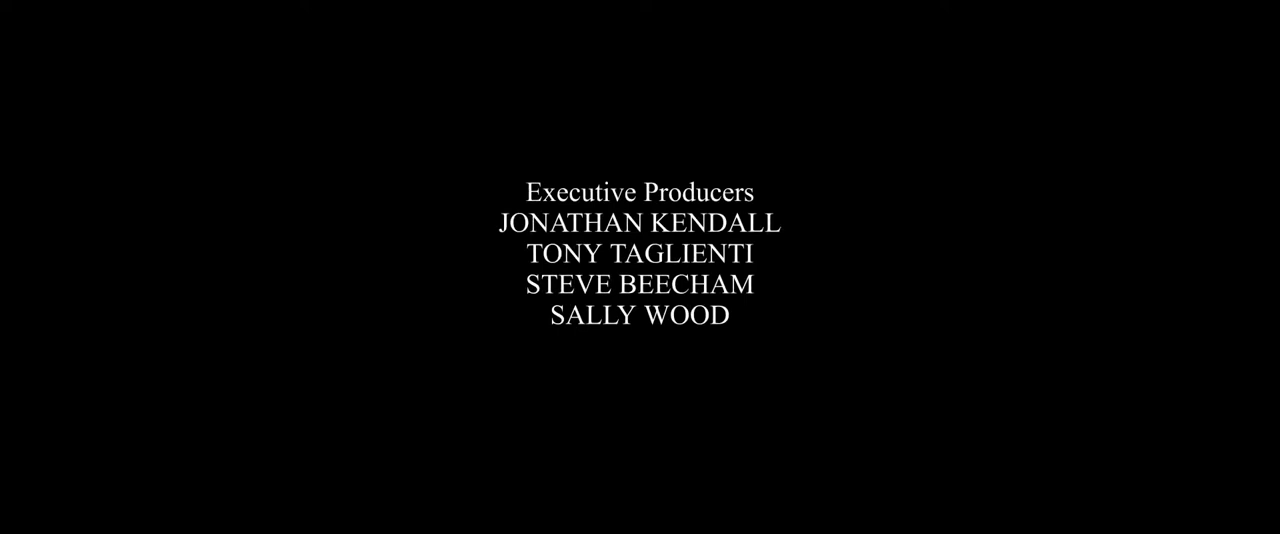 Executive Producers
JONATHAN KENDALL
TONY TAGLIENTI
STEVE BEECHAM
SALLY WOOD